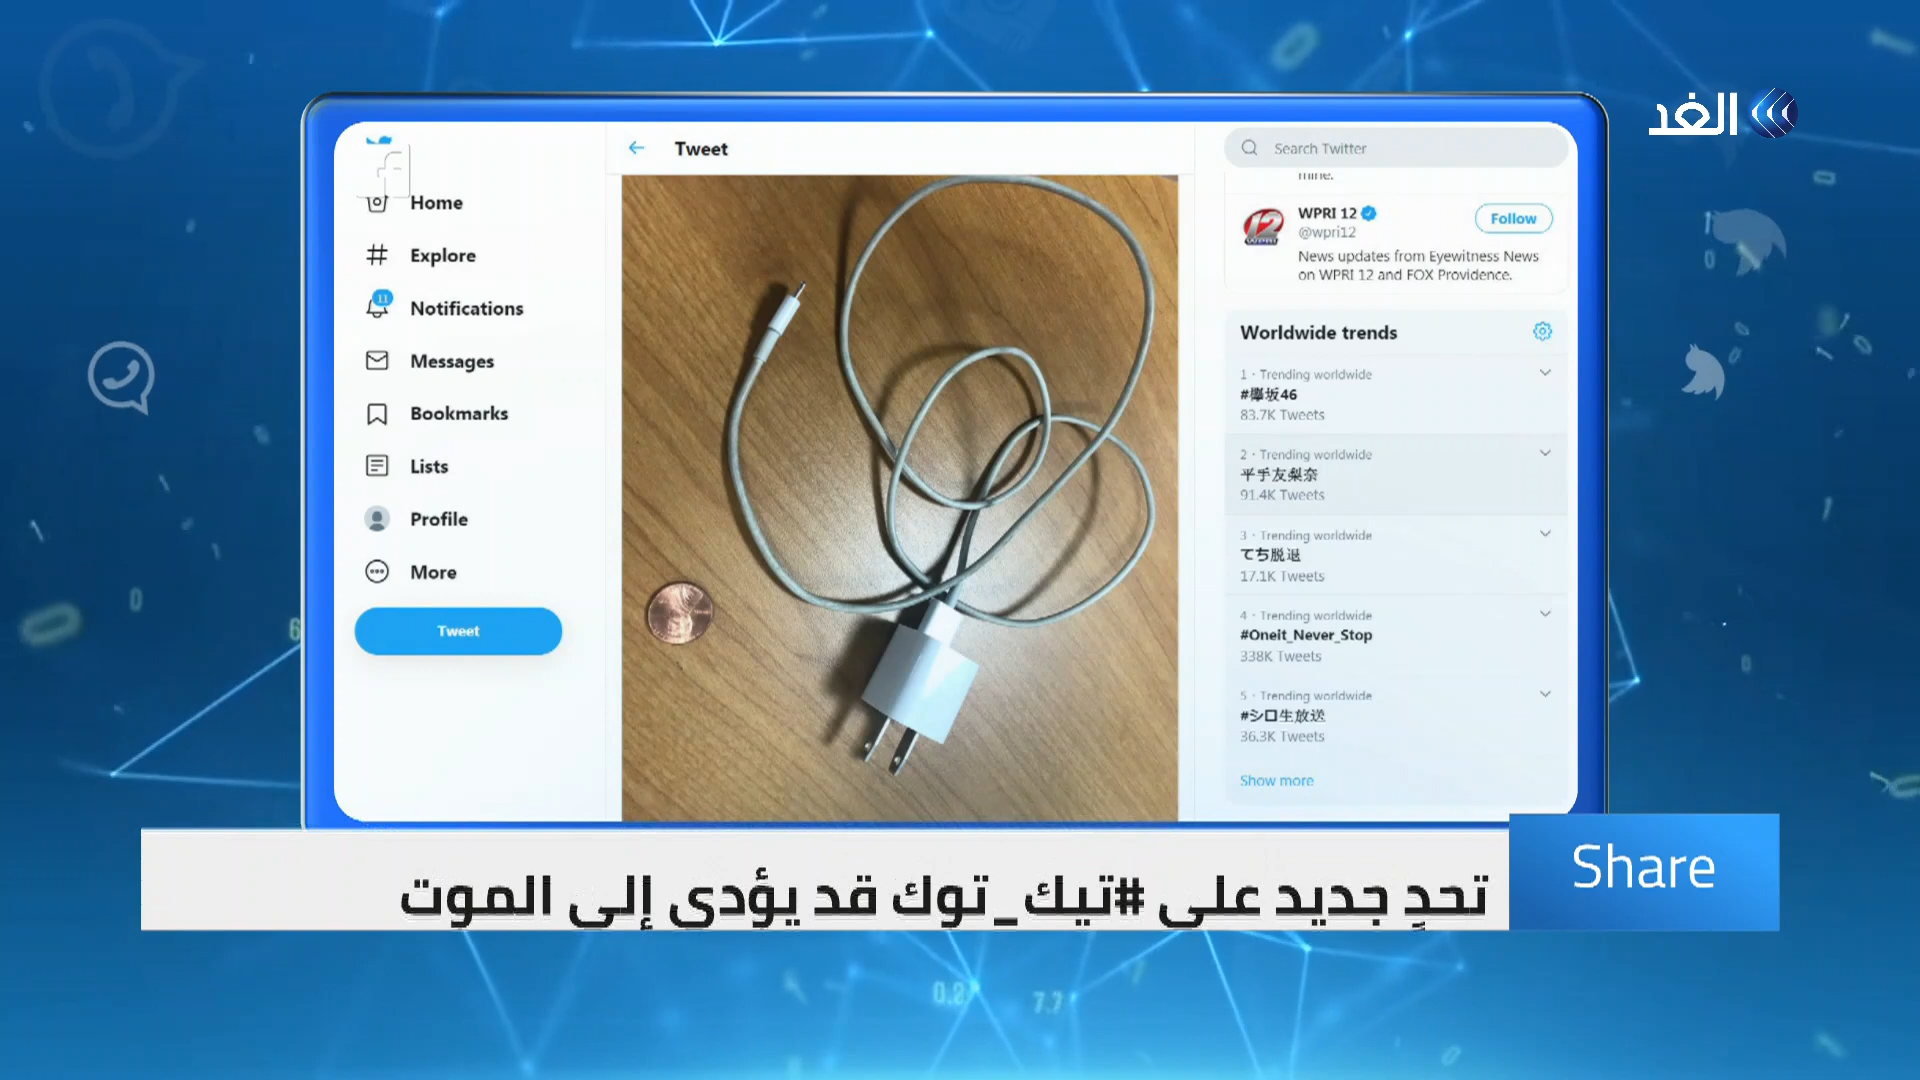 الغد
Tweet
Search Twitter
Home
Explore
11
Notifications
Messages
Bookmarks
Lists
Profile
More
Tweet
mine.
12
WPRI 12
@wpri12
Follow
News updates from Eyewitness News
on WPRI 12 and FOX Providence.
Worldwide trends
1 · Trending worldwide
#欅坂46
83.7K Tweets
2 · Trending worldwide
平手友梨奈
91.4K Tweets
3 · Trending worldwide
てち脱退
17.1K Tweets
4 · Trending worldwide
#Oneit_Never_Stop
338K Tweets
5 · Trending worldwide
#シロ生放送
36.3K Tweets
Show more
Share
تحدٍ جديد على #تيك_توك قد يؤدى إلى الموت